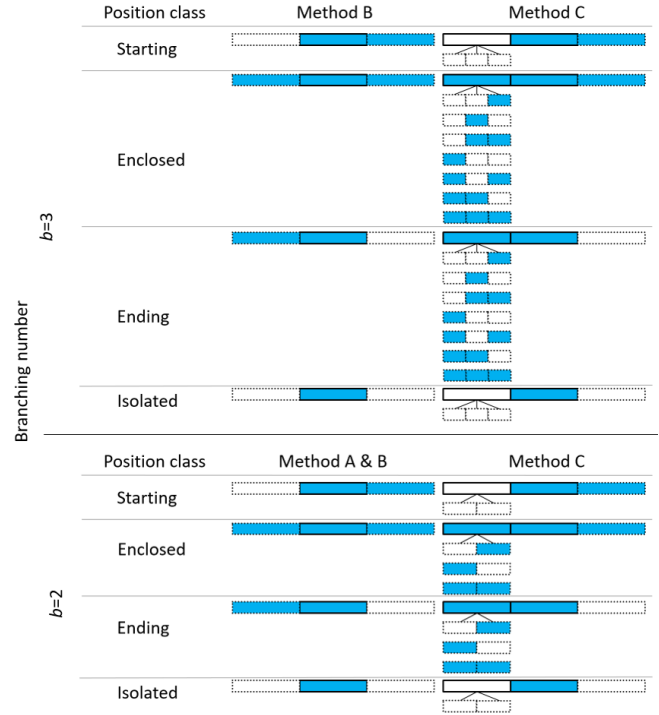 Position class Method B Method C
Starting
Enclosed
Ending
Isolated
b=3
Branching number
Position class Method A & B Method C
Starting
Enclosed
Ending
Isolated
b=2